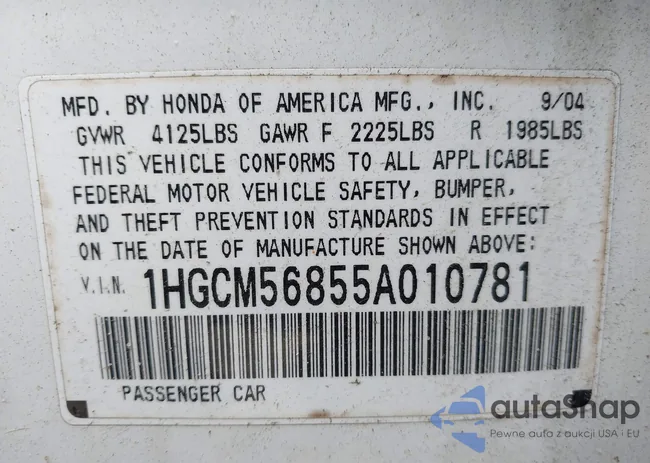 MFD. BY HONDA OF AMERICA MFG., INC. 9/04
GVWR 4125LBS GAWR F 2225LBS R 1985LBS
THIS VEHICLE CONFORMS TO ALL APPLICABLE
FEDERAL MOTOR VEHICLE SAFETY, BUMPER,
AND THEFT PREVENTION STANDARDS IN EFFECT
ON THE DATE OF MANUFACTURE SHOWN ABOVE:
V.I.N. 1HGCM56855A010781
PASSENGER CAR
autaSnap
Pewne auta z aukcji USA i EU